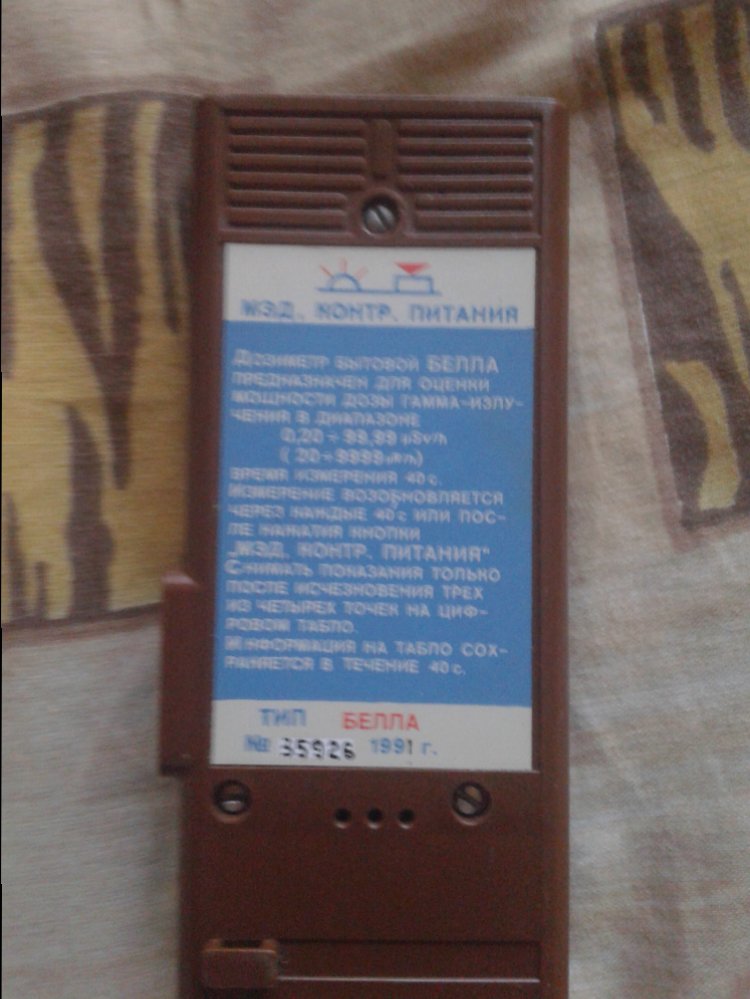 МЭД. КОНТР. ПИТАНИЯ
ДОЗИМЕТР БЫТОВОЙ БЕЛЛА
ПРЕДНАЗНАЧЕН ДЛЯ ОЦЕНКИ
МОЩНОСТИ ДОЗЫ ГАММА-ИЗЛУ-
ЧЕНИЯ В ДИАПАЗОНЕ
0,20 ÷ 99,99 μSv/h
( 20 ÷ 9999 μR/h)
ВРЕМЯ ИЗМЕРЕНИЯ 40 с.
ИЗМЕРЕНИЕ ВОЗОБНОВЛЯЕТСЯ
ЧЕРЕЗ КАЖДЫЕ 40 с ИЛИ ПОС-
ЛЕ НАЖАТИЯ КНОПКИ
„МЭД. КОНТР. ПИТАНИЯ"
СНИМАТЬ ПОКАЗАНИЯ ТОЛЬКО
ПОСЛЕ ИСЧЕЗНОВЕНИЯ ТРЕХ
ИЗ ЧЕТЫРЕХ ТОЧЕК НА ЦИФ-
РОВОМ ТАБЛО.
ИНФОРМАЦИЯ НА ТАБЛО СОХ-
РАНЯЕТСЯ В ТЕЧЕНИЕ 40 с.
ТИП БЕЛЛА
№ 35926 1991 г.